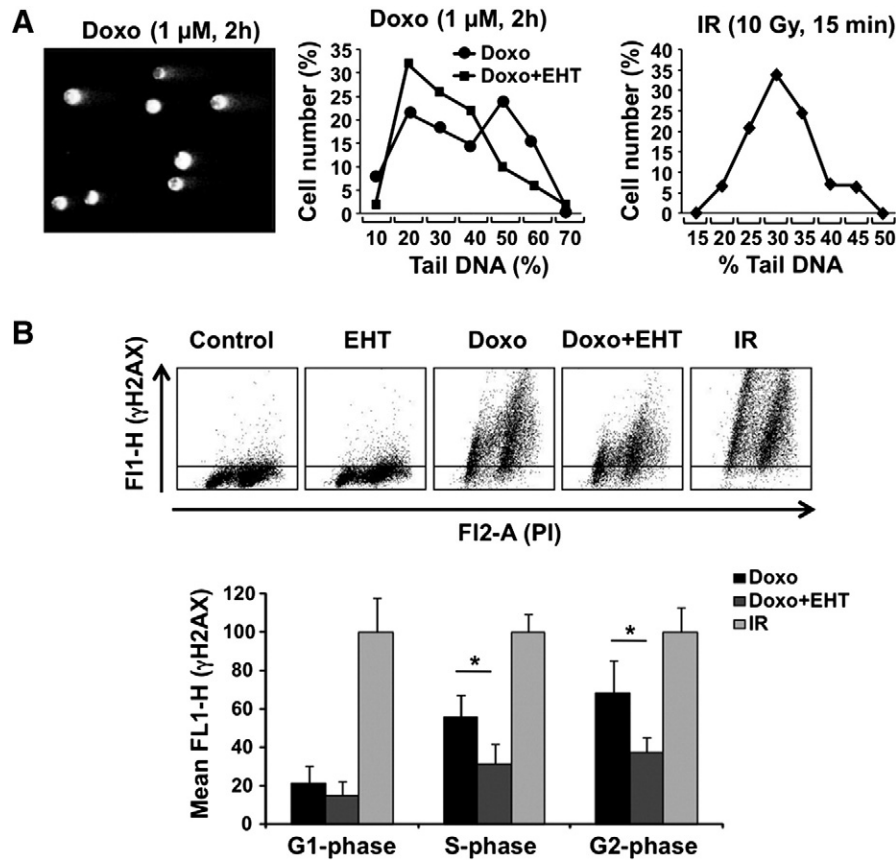 A
Doxo (1 µM, 2h)
Cell number (%)
35
30
25
20
15
10
5
0
Doxo
Doxo+EHT
10 20 30 40 50 60 70
Tail DNA (%)
IR (10 Gy, 15 min)
Cell number (%)
40
35
30
25
20
15
10
5
0
15 20 25 30 35 40 45 50
% Tail DNA
B
Control EHT Doxo Doxo+EHT IR
Fl1-H (γH2AX)
Fl2-A (PI)
Mean FL1-H (γH2AX)
120
100
80
60
40
20
0
*
*
Doxo
Doxo+EHT
IR
G1-phase S-phase G2-phase